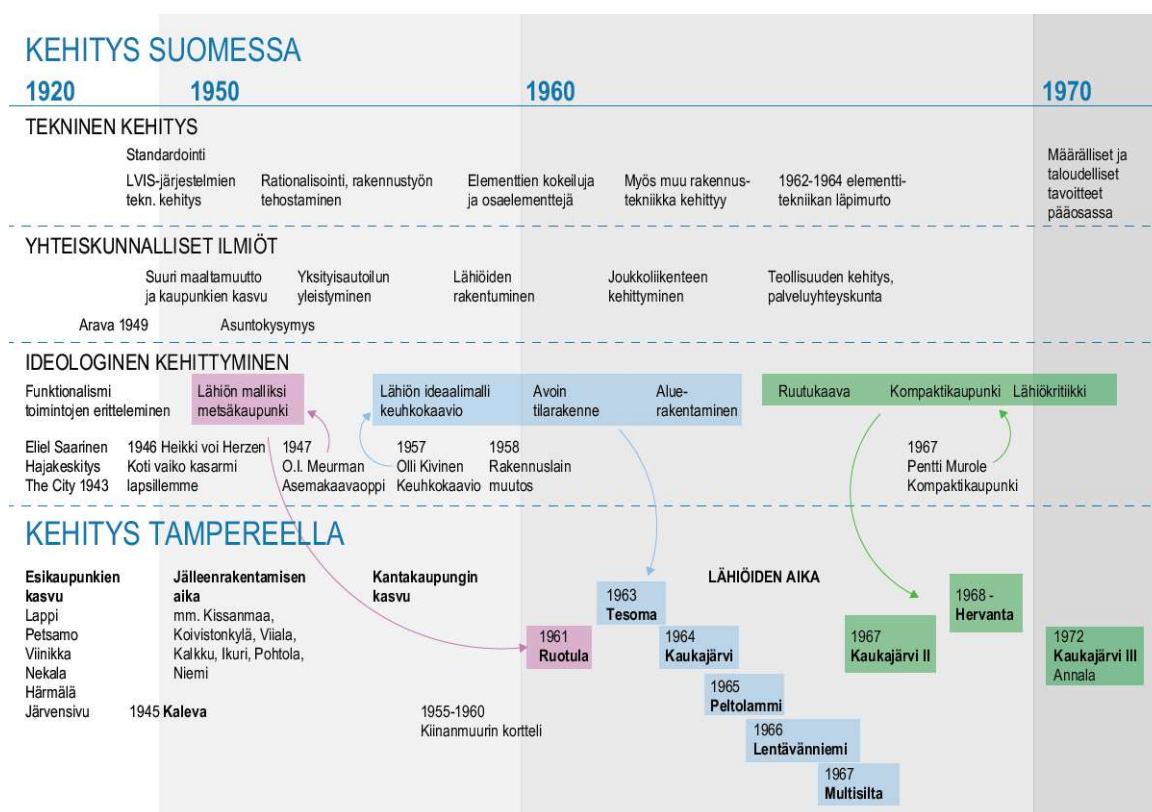 KEHITYS SUOMESSA
1920
1950
1960
1970
TEKNINEN KEHITYS
Standardointi
LVIS-järjestelmien
tekn. kehitys
Rationalisointi, rakennustyön
tehostaminen
Elementtien kokeiluja
ja osaelementtejä
Myös muu rakennus-
tekniikka kehittyy
1962-1964 elementti-
tekniikan läpimurto
Määrälliset ja
taloudelliset
tavoitteet
pääosassa
YHTEISKUNNALLISET ILMIÖT
Suuri maaltamuutto
ja kaupunkien kasvu
Yksityisautoilun
yleistyminen
Lähiöiden
rakentuminen
Joukkoliikenteen
kehittyminen
Teollisuuden kehitys,
palveluyhteyskunta
Arava 1949
Asuntokysymys
IDEOLOGINEN KEHITTYMINEN
Funktionalismi
toimintojen eritteleminen
Lähiön malliksi
metsäkaupunki
Lähiön ideaalimalli
keuhkokaavio
Avoin
tilarakenne
Alue-
rakentaminen
Ruutukaava
Kompaktikaupunki
Lähiökritiikki
Eliel Saarinen
Hajakeskitys
The City 1943
1946 Heikki voi Herzen
Koti vaiko kasarmi
lapsillemme
1947
O.I. Meurman
Asemakaavaoppi
1957
Olli Kivinen
Keuhkokaavio
1958
Rakennuslain
muutos
1967
Pentti Murole
Kompaktikaupunki
KEHITYS TAMPEREELLA
Esikaupunkien
kasvu
Lappi
Petsamo
Viinikka
Nekala
Härmälä
Järvensivu
1945 Kaleva
Jälleenrakentamisen
aika
mm. Kissanmaa,
Koivistonkylä, Viiala,
Kalkku, Ikuri, Pohtola,
Niemi
Kantakaupungin
kasvu
1955-1960
Kiinanmuurin kortteli
LÄHIÖIDEN AIKA
1961
Ruotula
1963
Tesoma
1964
Kaukajärvi
1965
Peltolammi
1966
Lentävänniemi
1967
Multisilta
1967
Kaukajärvi II
1968 -
Hervanta
1972
Kaukajärvi III
Annala